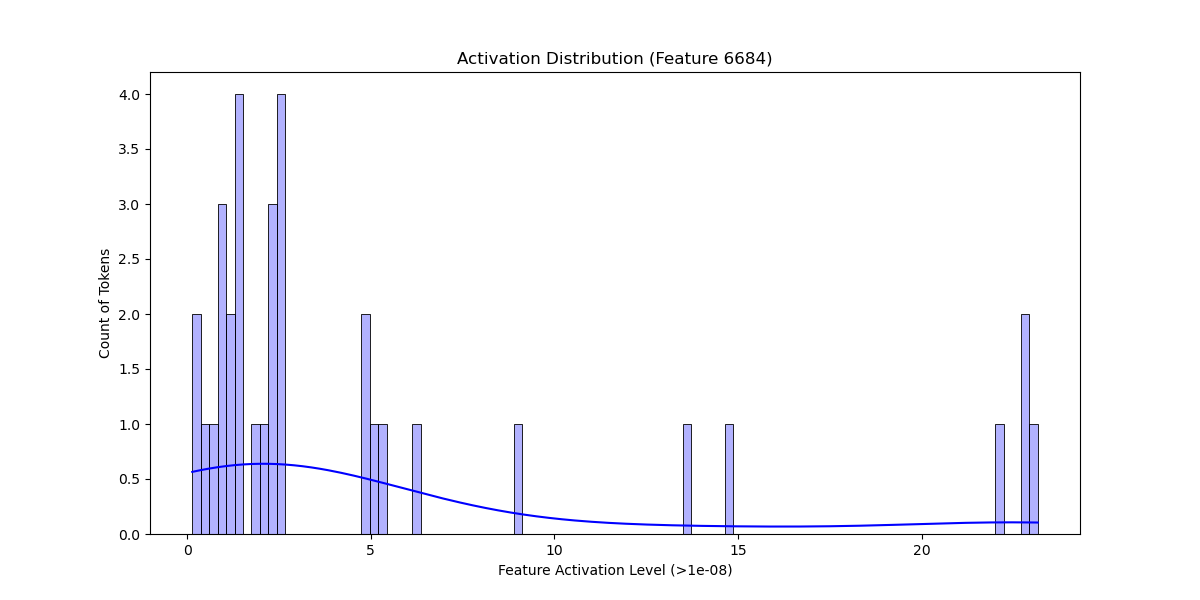 Activation Distribution (Feature 6684)
4.0
3.5
3.0
2.5
2.0
1.5
1.0
0.5
0.0
Count of Tokens
0 5 10 15 20
Feature Activation Level (>1e-08)